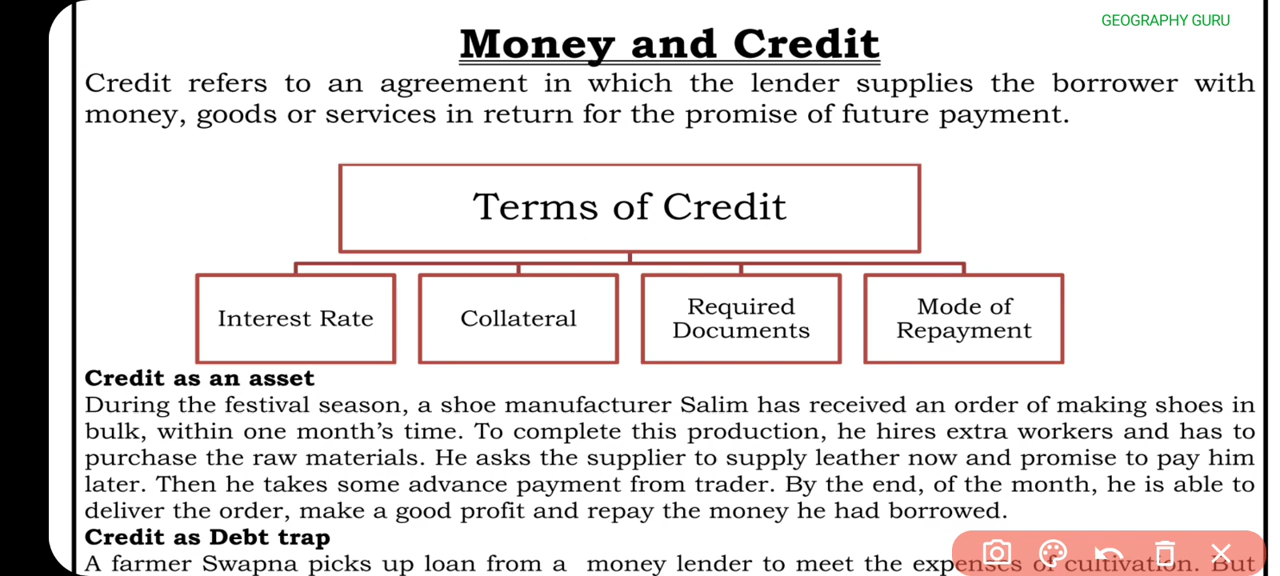 GEOGRAPHY GURU
Money and Credit
Credit refers to an agreement in which the lender supplies the borrower with
money, goods or services in return for the promise of future payment.
Terms of Credit
Interest Rate
Collateral
Required
Documents
Mode of
Repayment
Credit as an asset
During the festival season, a shoe manufacturer Salim has received an order of making shoes in
bulk, within one month’s time. To complete this production, he hires extra workers and has to
purchase the raw materials. He asks the supplier to supply leather now and promise to pay him
later. Then he takes some advance payment from trader. By the end, of the month, he is able to
deliver the order, make a good profit and repay the money he had borrowed.
Credit as Debt trap
A farmer Swapna picks up loan from a money lender to meet the expenses of cultivation. But